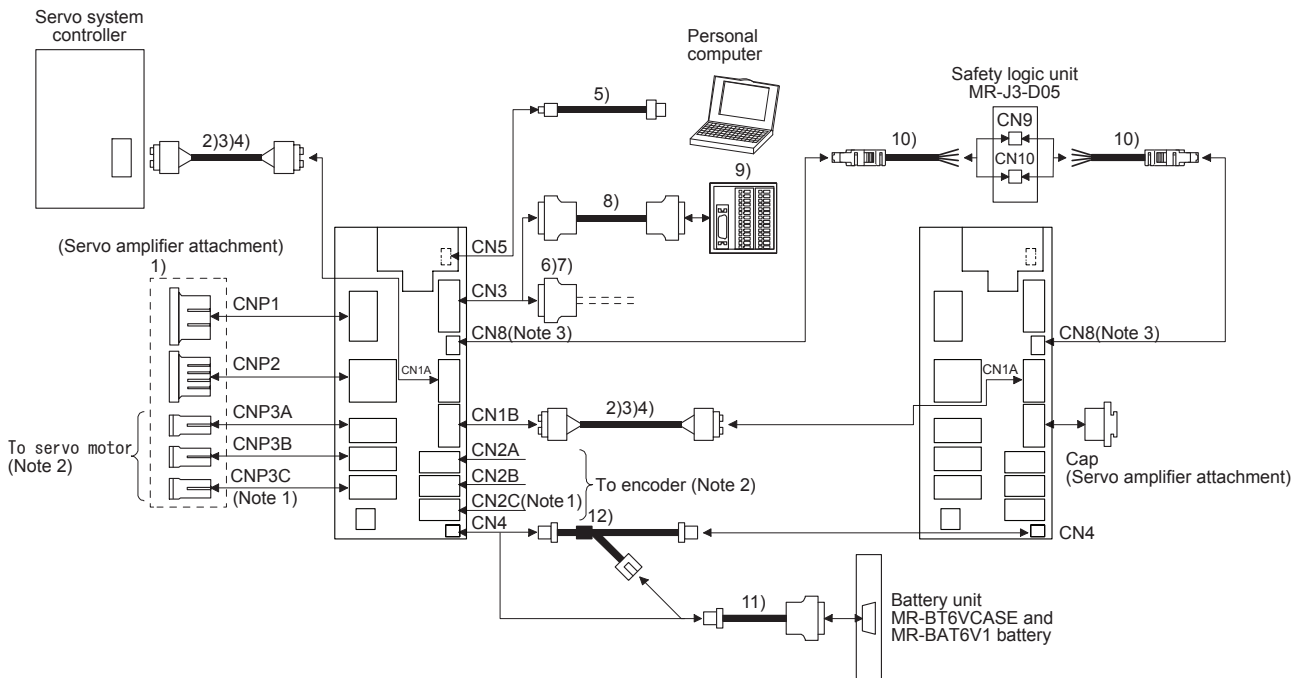 Servo system
controller
2)3)4)
5)
Personal
computer
Safety logic unit
MR-J3-D05
CN9
CN10
10)
10)
9)
8)
6)7)
(Servo amplifier attachment)
1)
CNP1
CNP2
CNP3A
CNP3B
CNP3C
(Note 1)
To servo motor
(Note 2)
CN5
CN3
CN8(Note 3)
CN1A
CN1B
2)3)4)
CN2A
CN2B
CN2C(Note 1)
To encoder (Note 2)
CN4
12)
11)
CN8(Note 3)
CN1A
Cap
(Servo amplifier attachment)
CN4
Battery unit
MR-BT6VCASE and
MR-BAT6V1 battery